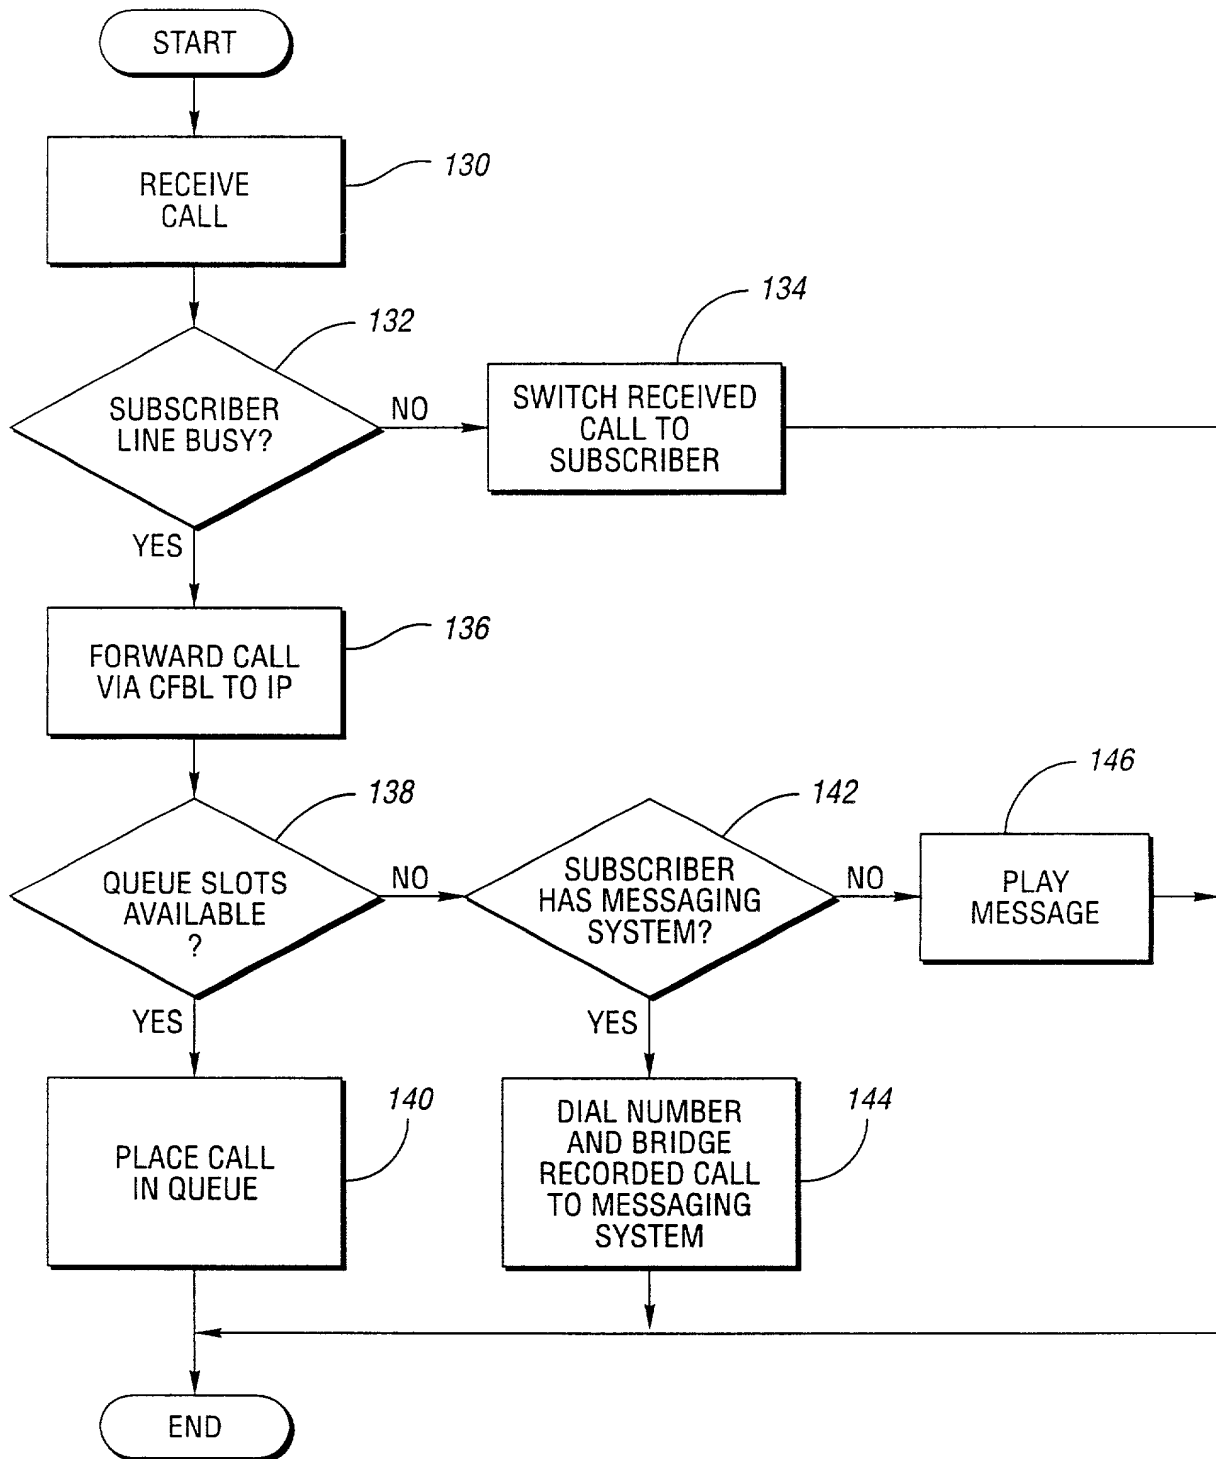 START
RECEIVE
CALL
130
SUBSCRIBER
LINE BUSY?
132
NO
SWITCH RECEIVED
CALL TO
SUBSCRIBER
134
YES
FORWARD CALL
VIA CFBL TO IP
136
QUEUE SLOTS
AVAILABLE
?
138
NO
SUBSCRIBER
HAS MESSAGING
SYSTEM?
142
NO
PLAY
MESSAGE
146
YES
PLACE CALL
IN QUEUE
140
YES
DIAL NUMBER
AND BRIDGE
RECORDED CALL
TO MESSAGING
SYSTEM
144
END